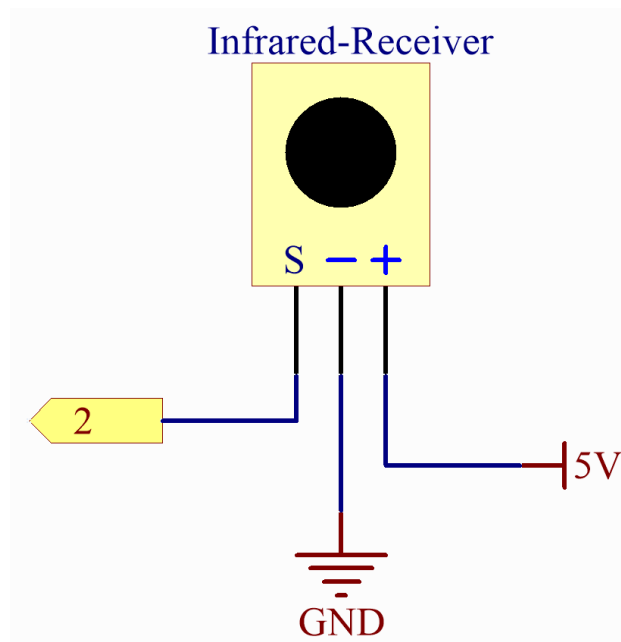 Infrared-Receiver
S − +
2
5V
GND